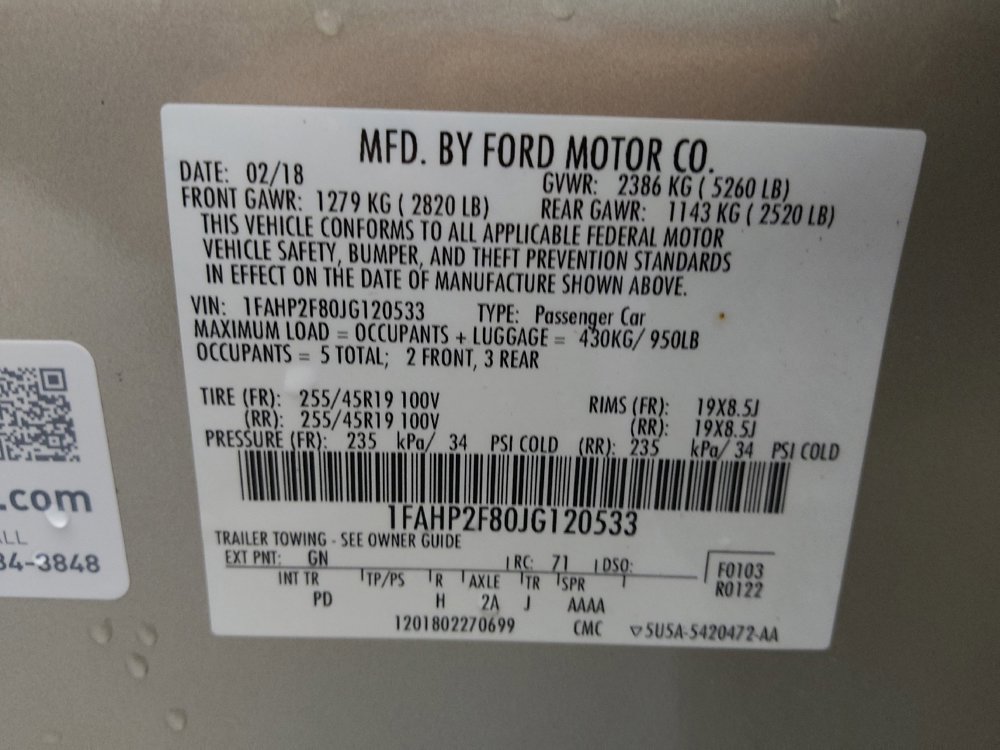 MFD. BY FORD MOTOR CO.
DATE: 02/18 GVWR: 2386 KG ( 5260 LB)
FRONT GAWR: 1279 KG ( 2820 LB) REAR GAWR: 1143 KG ( 2520 LB)
THIS VEHICLE CONFORMS TO ALL APPLICABLE FEDERAL MOTOR
VEHICLE SAFETY, BUMPER, AND THEFT PREVENTION STANDARDS
IN EFFECT ON THE DATE OF MANUFACTURE SHOWN ABOVE.
VIN: 1FAHP2F80JG120533 TYPE: Passenger Car
MAXIMUM LOAD = OCCUPANTS + LUGGAGE = 430KG/ 950LB
OCCUPANTS = 5 TOTAL; 2 FRONT, 3 REAR
TIRE (FR): 255/45R19 100V RIMS (FR): 19X8.5J
(RR): 255/45R19 100V (RR): 19X8.5J
PRESSURE (FR): 235 kPa/ 34 PSI COLD (RR): 235 kPa/ 34 PSI COLD
1FAHP2F80JG120533
TRAILER TOWING - SEE OWNER GUIDE
EXT PNT: GN RC: 71 DSO: F0103
INT TR TP/PS R AXLE TR SPR R0122
PD H 2A J AAAA
1201802270699 CMC ▽5U5A-5420472-AA
.com
ALL
34-3848